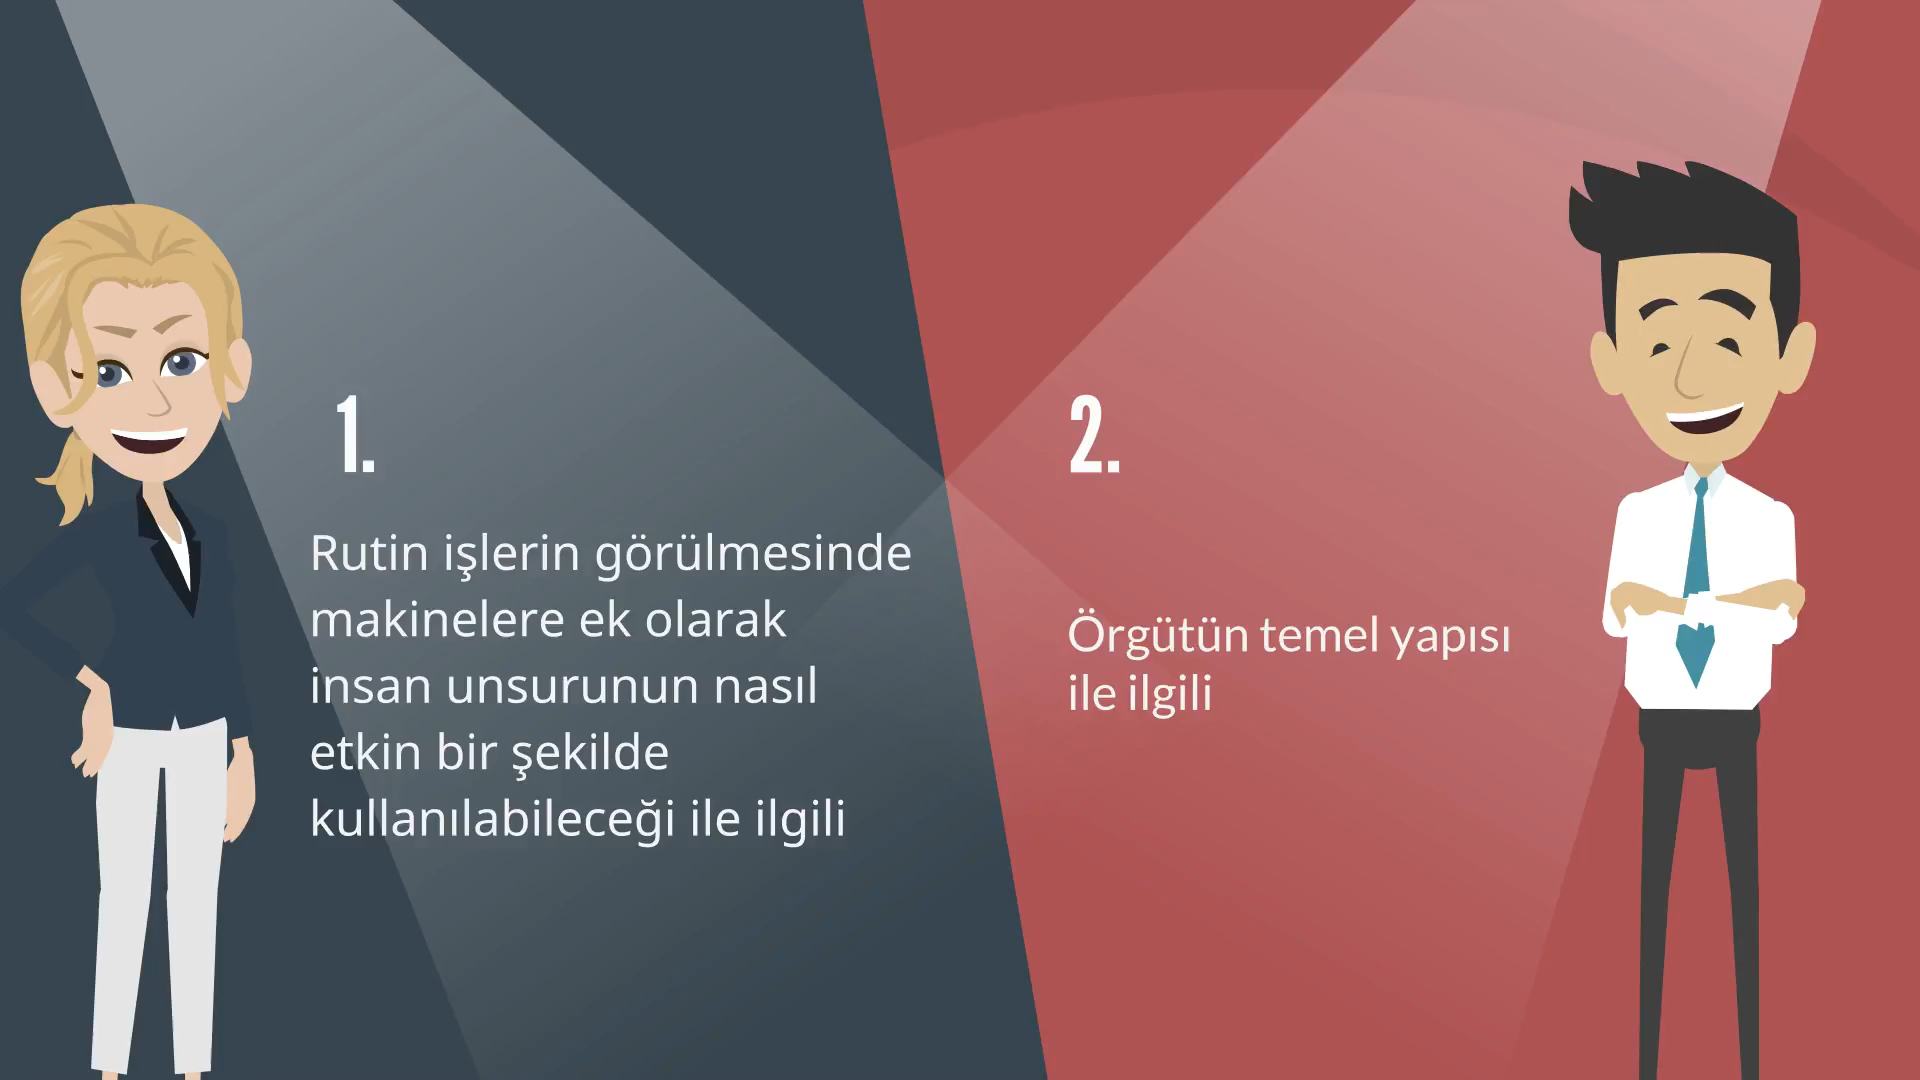 1.
Rutin işlerin görülmesinde
makinelere ek olarak
insan unsurunun nasıl
etkin bir şekilde
kullanılabileceği ile ilgili
2.
Örgütün temel yapısı
ile ilgili